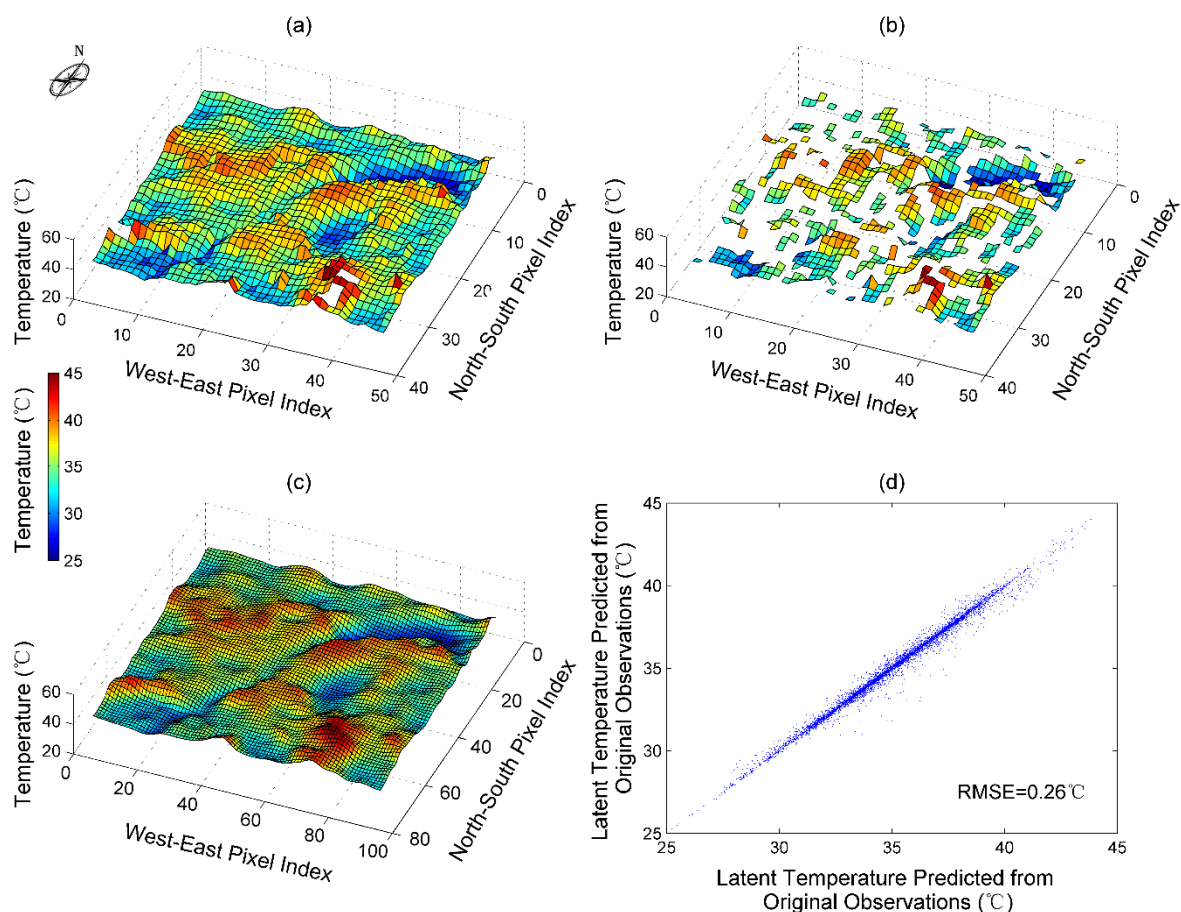 (a)
N
Temperature (℃)
60
40
20
0
10
20
30
40
50
West-East Pixel Index
0
10
20
30
40
North-South Pixel Index
(b)
Temperature (℃)
60
40
20
0
10
20
30
40
50
West-East Pixel Index
0
10
20
30
40
North-South Pixel Index
Temperature (℃)
45
40
35
30
25
(c)
Temperature (℃)
60
40
20
0
20
40
60
80
100
West-East Pixel Index
0
20
40
60
80
North-South Pixel Index
(d)
Latent Temperature Predicted from
Original Observations (℃)
45
40
35
30
25
RMSE=0.26℃
25
30
35
40
45
Latent Temperature Predicted from
Original Observations (℃)